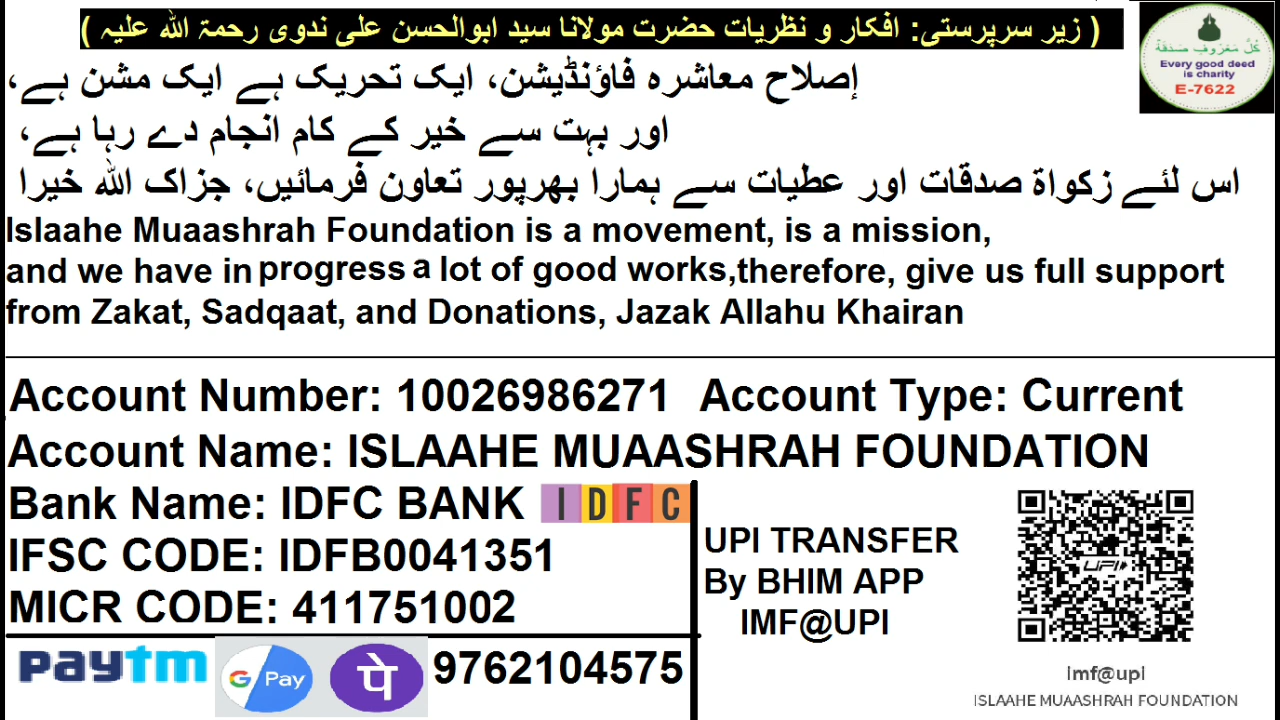 ( زیر سرپرستی: افکار و نظریات حضرت مولانا سید ابوالحسن علی ندوی رحمۃ اللہ علیہ )
كُلُّ مَعْرُوفٍ صَدَقَةٌ
Every good deed
is charity
E-7622
إصلاح معاشرہ فاؤنڈیشن، ایک تحریک ہے ایک مشن ہے،
اور بہت سے خیر کے کام انجام دے رہا ہے،
اس لئے زکواۃ صدقات اور عطیات سے ہمارا بھرپور تعاون فرمائیں، جزاک اللہ خیرا
Islaahe Muaashrah Foundation is a movement, is a mission,
and we have in progress a lot of good works,therefore, give us full support
from Zakat, Sadqaat, and Donations, Jazak Allahu Khairan
Account Number: 10026986271 Account Type: Current
Account Name: ISLAAHE MUAASHRAH FOUNDATION
Bank Name: IDFC BANK IDFC
IFSC CODE: IDFB0041351
MICR CODE: 411751002
UPI TRANSFER
By BHIM APP
IMF@UPI
UPI
imf@upi
ISLAAHE MUAASHRAH FOUNDATION
paytm G Pay पे 9762104575